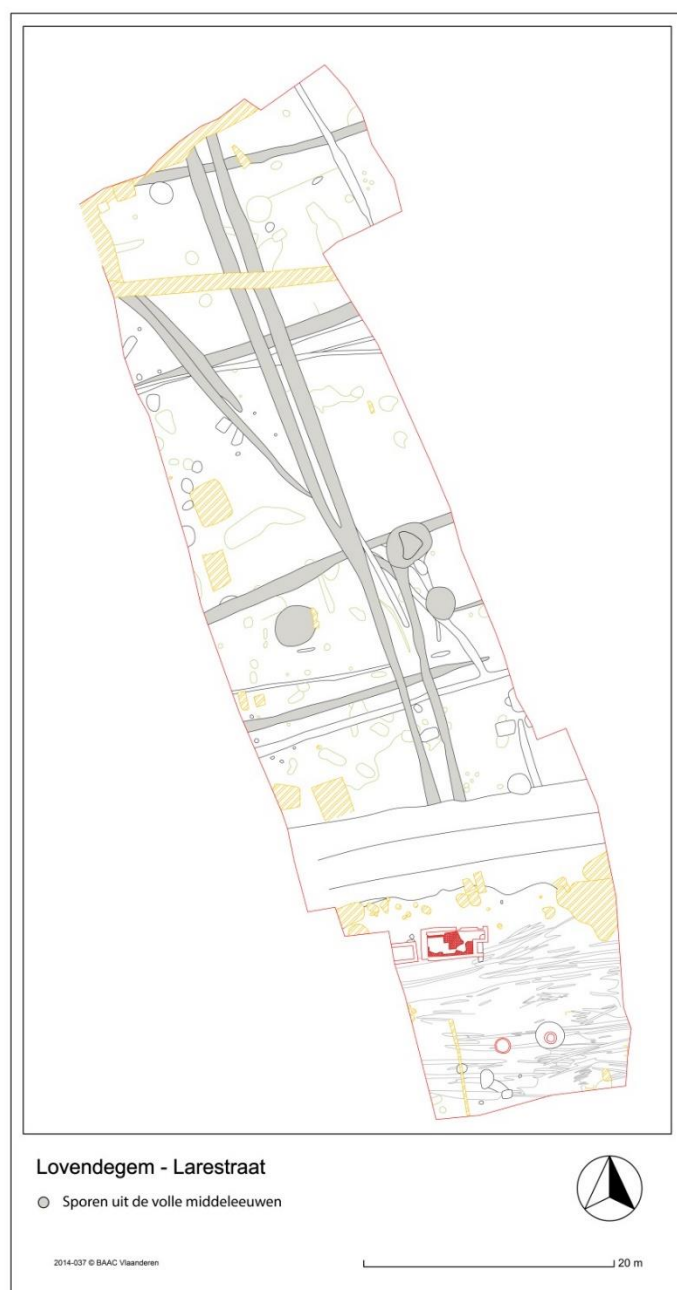 Lovendegem - Larestraat
Sporen uit de volle middeleeuwen
2014-037 © BAAC Vlaanderen
20 m